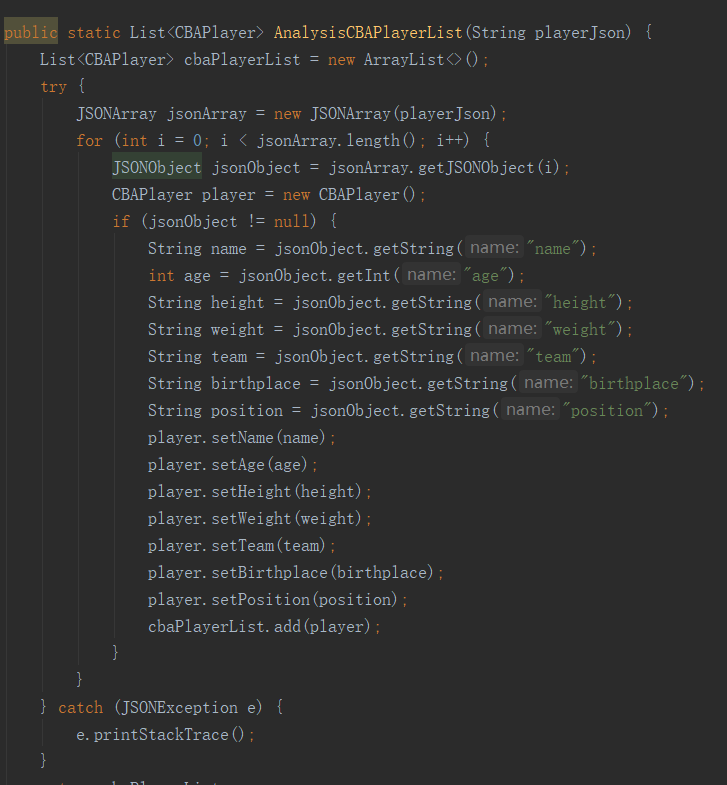 public static List<CBAPlayer> AnalysisCBAPlayerList(String playerJson) {
List<CBAPlayer> cbaPlayerList = new ArrayList<>();
try {
JSONArray jsonArray = new JSONArray(playerJson);
for (int i = 0; i < jsonArray.length(); i++) {
JSONObject jsonObject = jsonArray.getJSONObject(i);
CBAPlayer player = new CBAPlayer();
if (jsonObject != null) {
String name = jsonObject.getString( name: "name");
int age = jsonObject.getInt( name: "age");
String height = jsonObject.getString( name: "height");
String weight = jsonObject.getString( name: "weight");
String team = jsonObject.getString( name: "team");
String birthplace = jsonObject.getString( name: "birthplace");
String position = jsonObject.getString( name: "position");
player.setName(name);
player.setAge(age);
player.setHeight(height);
player.setWeight(weight);
player.setTeam(team);
player.setBirthplace(birthplace);
player.setPosition(position);
cbaPlayerList.add(player);
}
}
} catch (JSONException e) {
e.printStackTrace();
}